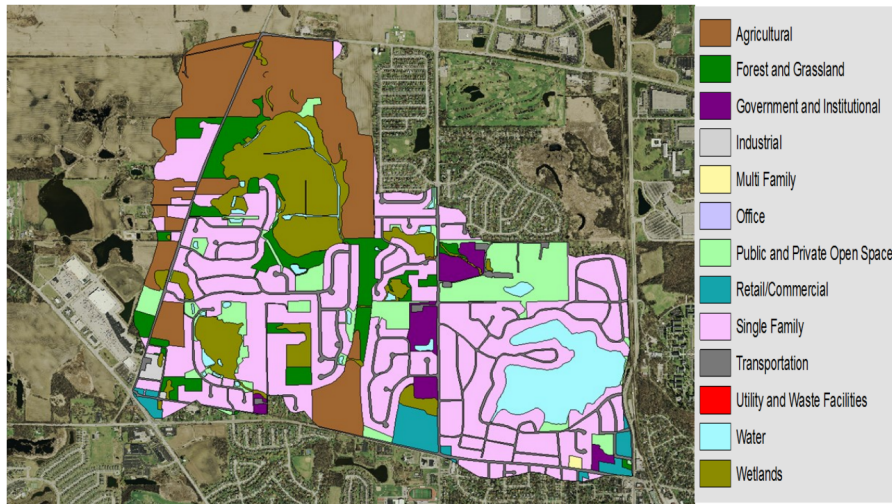 Agricultural
Forest and Grassland
Government and Institutional
Industrial
Multi Family
Office
Public and Private Open Space
Retail/Commercial
Single Family
Transportation
Utility and Waste Facilities
Water
Wetlands